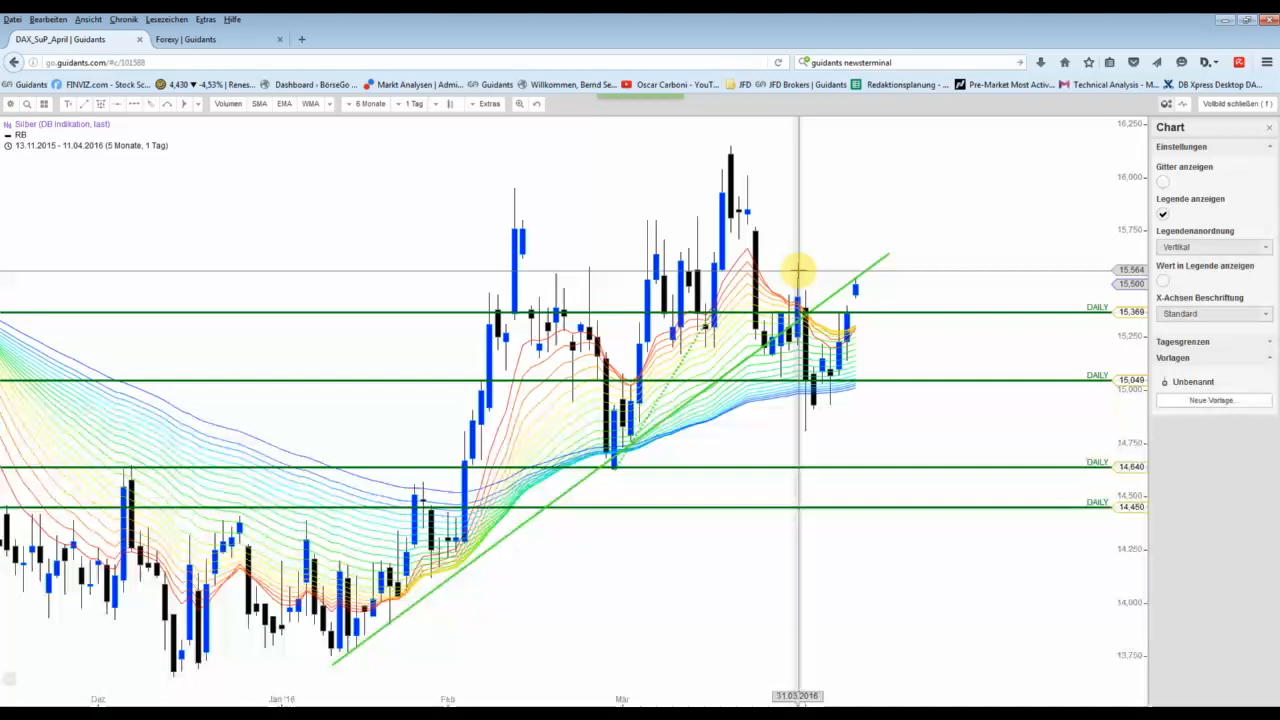 Datei Bearbeiten Ansicht Chronik Lesezeichen Extras Hilfe
DAX_SuP_April | Guidants Forexy | Guidants
go.guidants.com/#c/101588 guidants newsterminal
Guidants FINVIZ.com - Stock Sc... 4,430 ▼ -4,53% | Renes... Dashboard ‹ BörseGo... Markt Analysen | Admi... Guidants Willkommen, Bernd Se... Oscar Carboni - YouT... JFD JFD Brokers | Guidants Redaktionsplanung -... Pre-Market Most Activ... Technical Analysis - M... DB Xpress Desktop DA...
Volumen SMA EMA WMA 6 Monate 1 Tag Extras Vollbild schließen ( f )
Silber (DB Indikation, last)
RB
13.11.2015 - 11.04.2016 (5 Monate, 1 Tag)
16,250
16,000
15,750
15,564
15,500
DAILY 15,369
15,250
DAILY 15,049
15,000
14,750
DAILY 14,640
14,500
DAILY 14,450
14,250
14,000
13,750
Dez Jan '16 Feb Mär 31.03.2016
Chart
Einstellungen
Gitter anzeigen
Legende anzeigen
Legendenanordnung
Vertikal
Wert in Legende anzeigen
X-Achsen Beschriftung
Standard
Tagesgrenzen
Vorlagen
Unbenannt
Neue Vorlage...